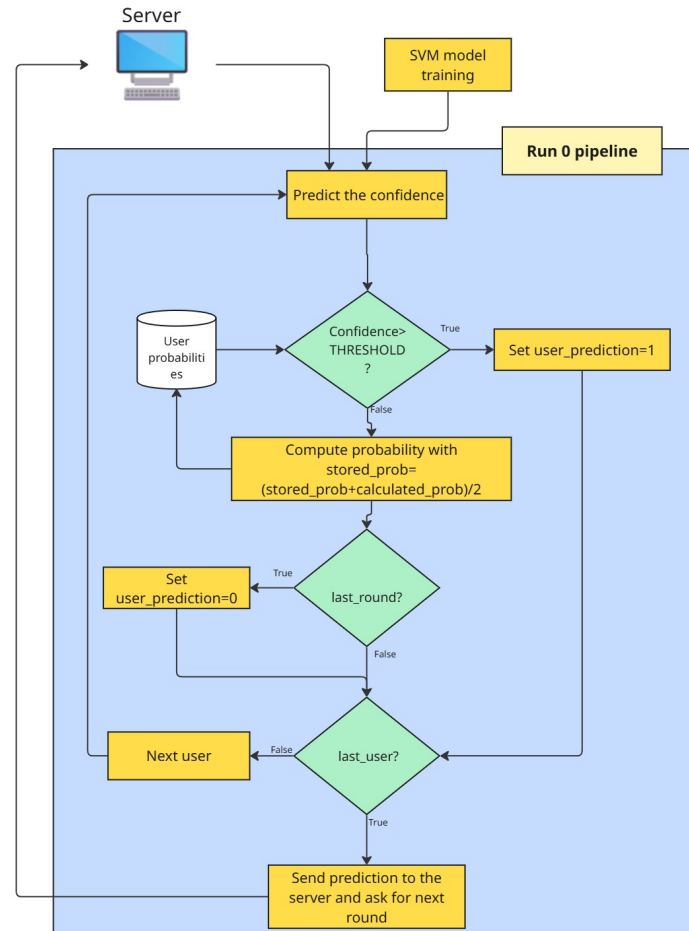 Server
SVM model
training
Run 0 pipeline
Predict the confidence
User
probabiliti
es
Confidence>
THRESHOLD
?
True
Set user_prediction=1
False
Compute probability with
stored_prob=
(stored_prob+calculated_prob)/2
True
Set
user_prediction=0
last_round?
False
Next user
False
last_user?
True
Send prediction to the
server and ask for next
round